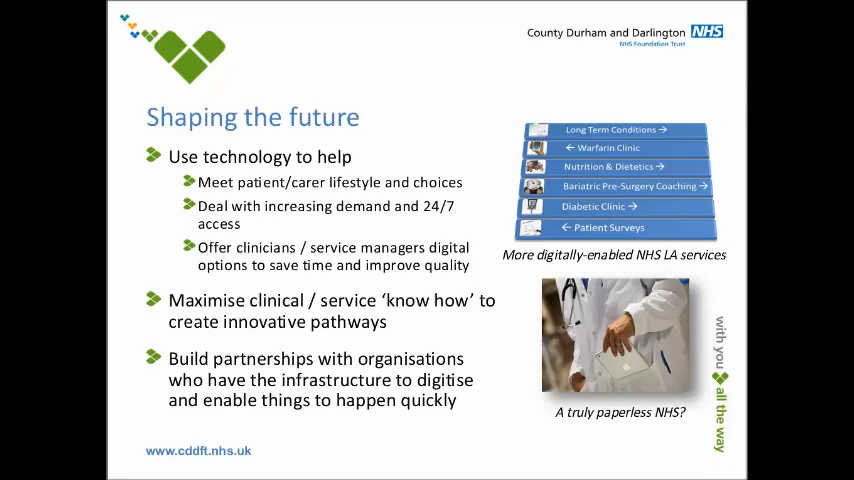 County Durham and Darlington NHS
NHS Foundation Trust
Shaping the future
Use technology to help
Meet patient/carer lifestyle and choices
Deal with increasing demand and 24/7
access
Offer clinicians / service managers digital
options to save time and improve quality
Maximise clinical / service ‘know how’ to
create innovative pathways
Build partnerships with organisations
who have the infrastructure to digitise
and enable things to happen quickly
Long Term Conditions →
← Warfarin Clinic
Nutrition & Dietetics →
Bariatric Pre-Surgery Coaching →
Diabetic Clinic →
← Patient Surveys
More digitally-enabled NHS LA services
A truly paperless NHS?
with you all the way
www.cddft.nhs.uk